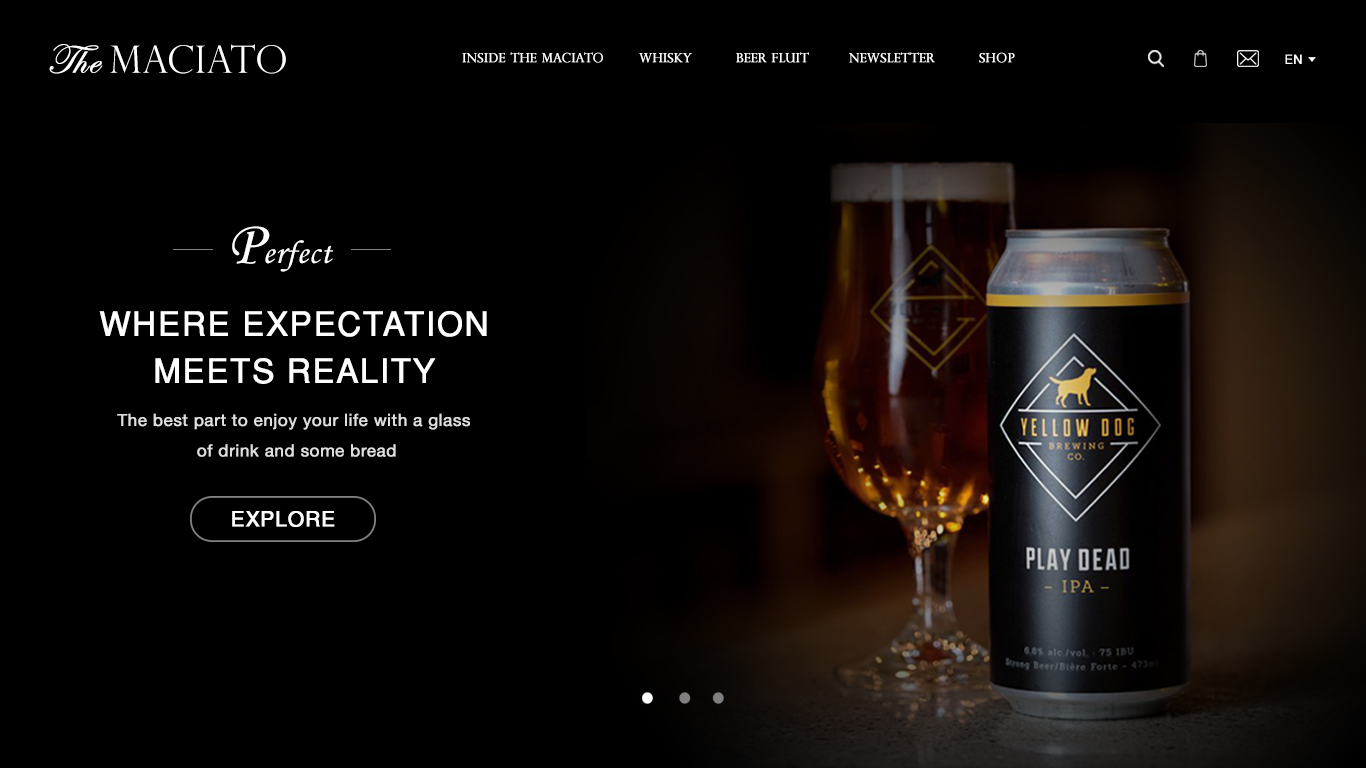 The MACIATO
INSIDE THE MACIATO
WHISKY
BEER FLUIT
NEWSLETTER
SHOP
EN
Perfect
WHERE EXPECTATION
MEETS REALITY
The best part to enjoy your life with a glass
of drink and some bread
EXPLORE
YELLOW DOG
BREWING
CO.
PLAY DEAD
– IPA –
6.8% alc./vol. · 75 IBU
Strong Beer/Bière Forte – 473ml